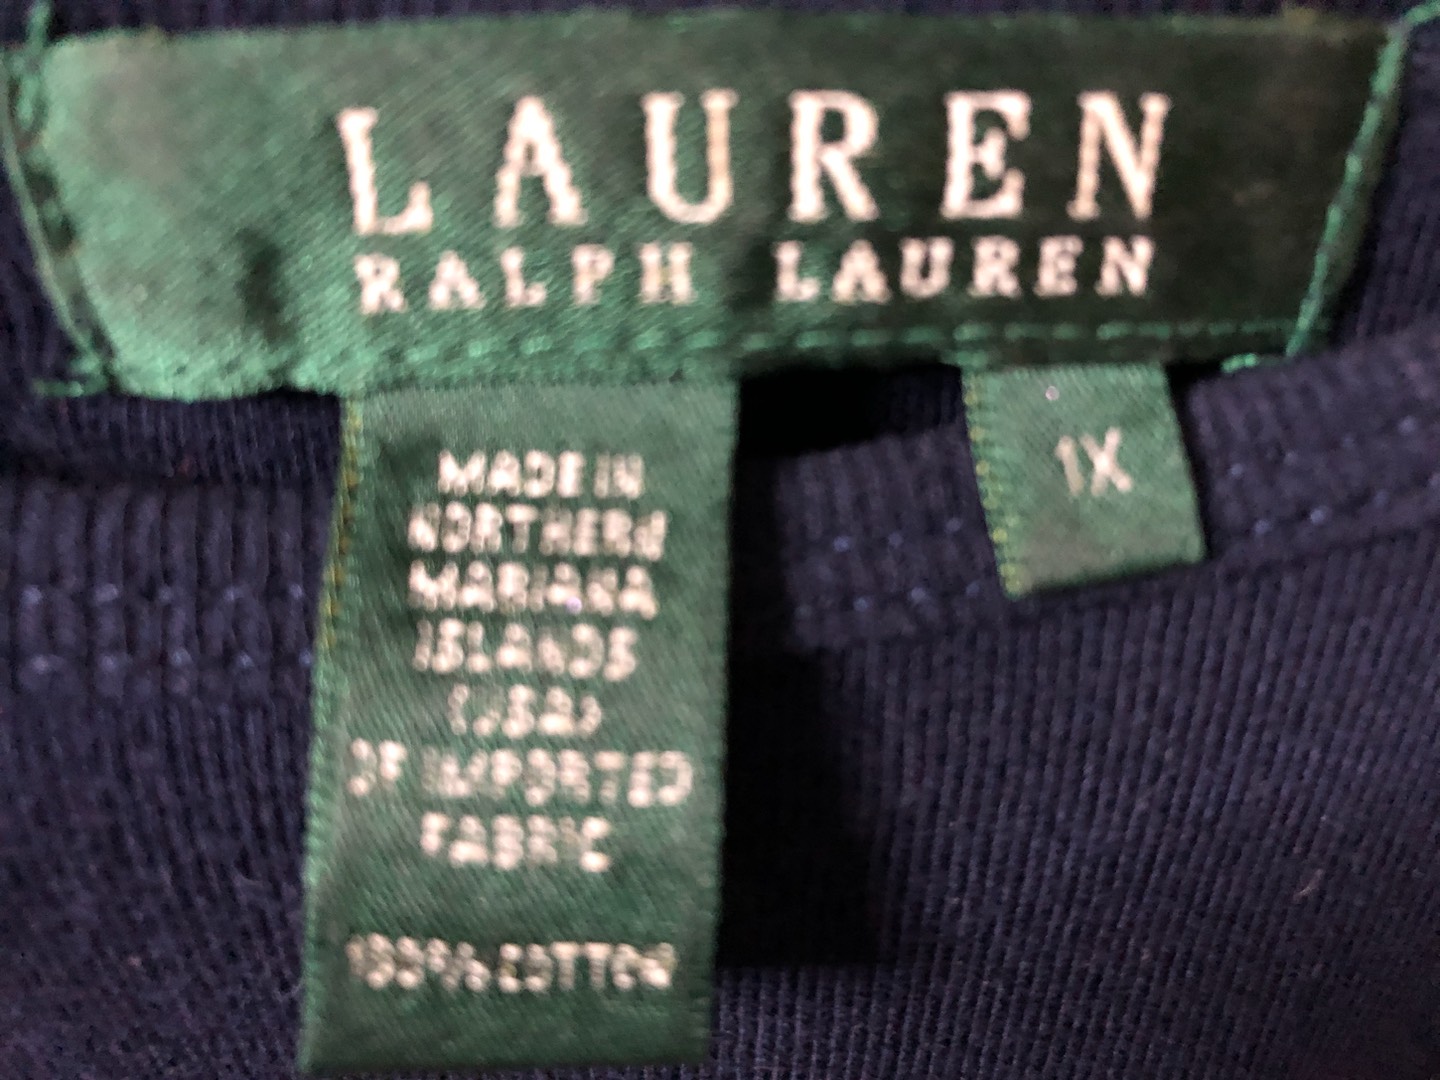 LAUREN
RALPH LAUREN
1X
MADE IN
NORTHERN
MARIANA
ISLANDS
(USA)
OF IMPORTED
FABRIC
100% COTTON